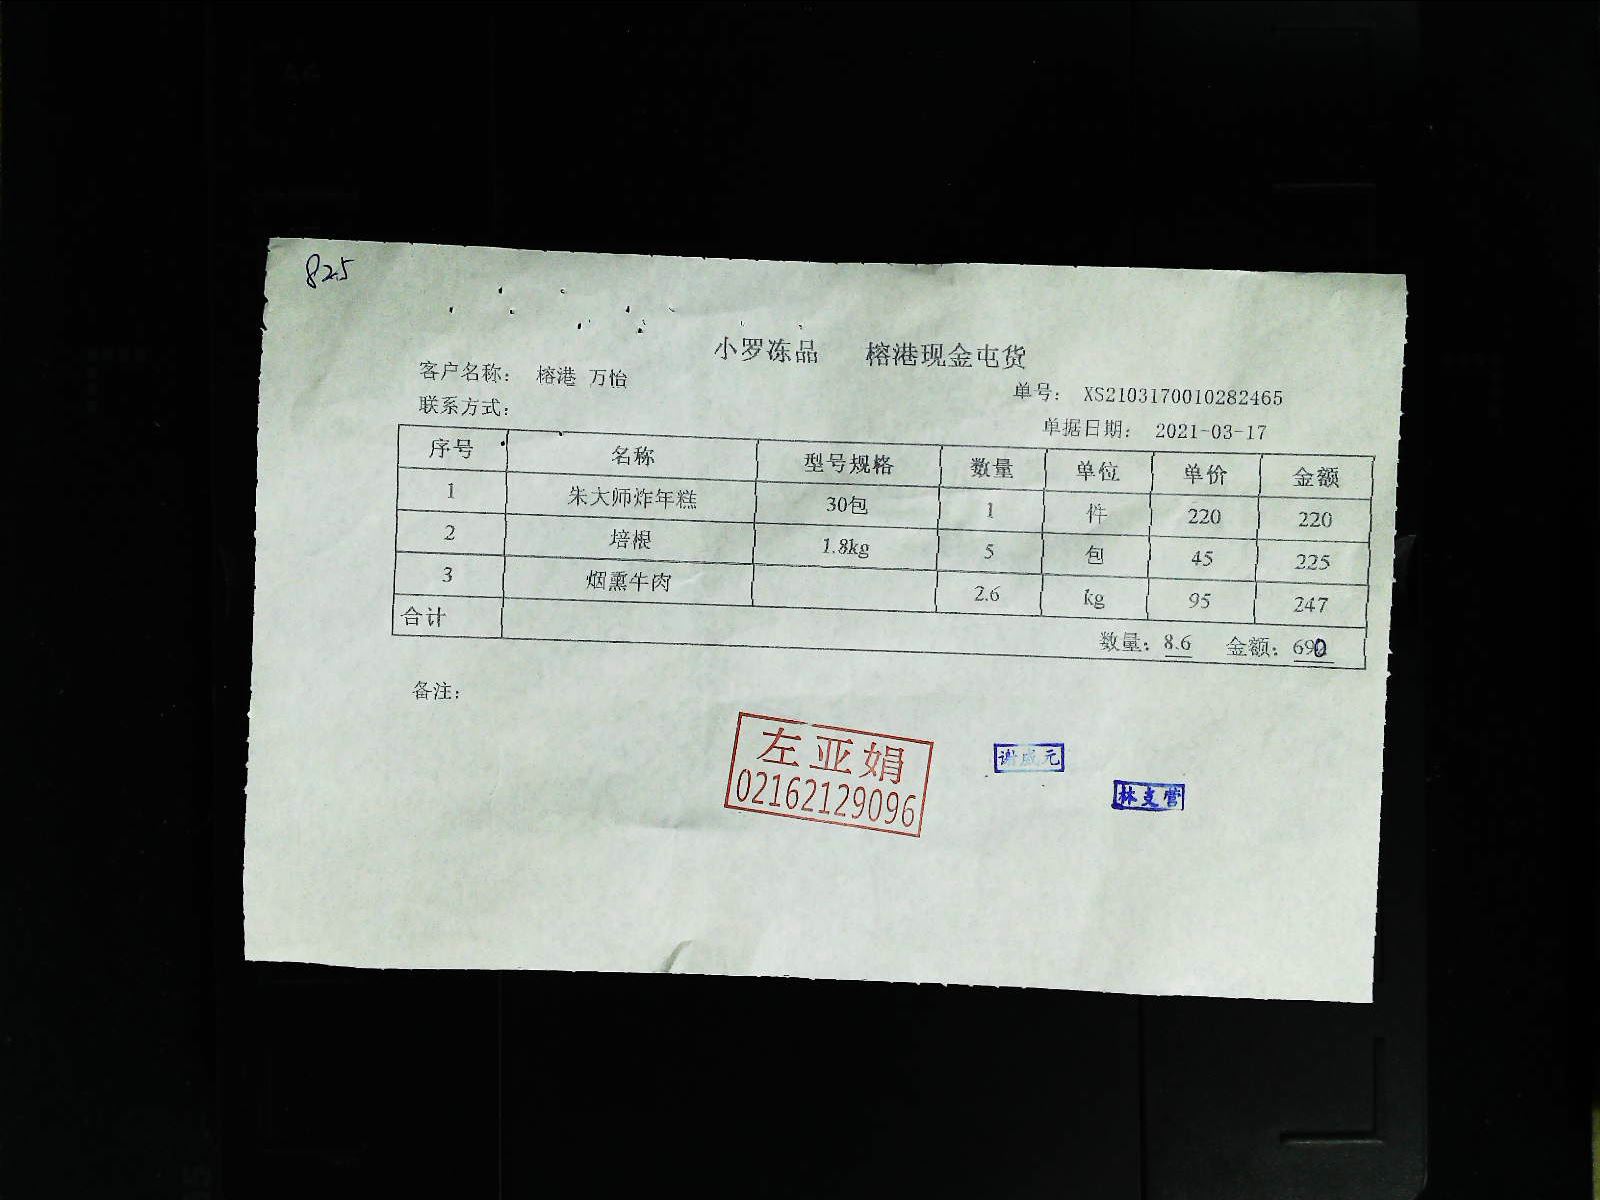 825
小罗冻品 榕港现金屯货
客户名称: 榕港 万怡
单号: XS2103170010282465
联系方式:
单据日期: 2021-03-17
序号 名称 型号规格 数量 单位 单价 金额
1 朱大师炸年糕 30包 1 件 220 220
2 培根 1.8kg 5 包 45 225
3 烟熏牛肉 2.6 kg 95 247
合计 数量: 8.6 金额: 690
备注:
左亚娟
02162129096
谢成元
林支营